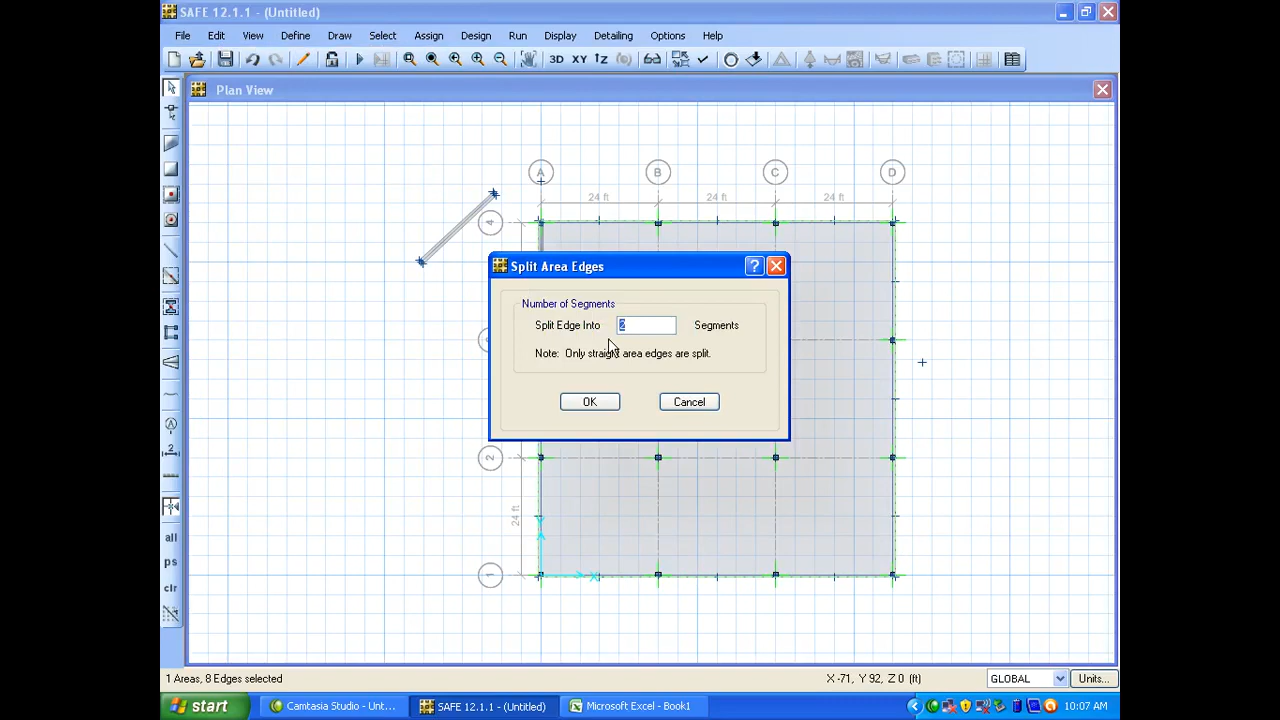 SAFE 12.1.1 - (Untitled)
File Edit View Define Draw Select Assign Design Run Display Detailing Options Help
3D XY
Plan View
A B C D
24 ft 24 ft 24 ft
4
Split Area Edges
Number of Segments
Split Edge Into 2 Segments
Note: Only straight area edges are split.
OK Cancel
2
24 ft
1
Y
X
all
ps
clr
1 Areas, 8 Edges selected X -71, Y 92, Z 0 (ft) GLOBAL Units...
start Camtasia Studio - Unt... SAFE 12.1.1 - (Untitled) Microsoft Excel - Book1 10:07 AM